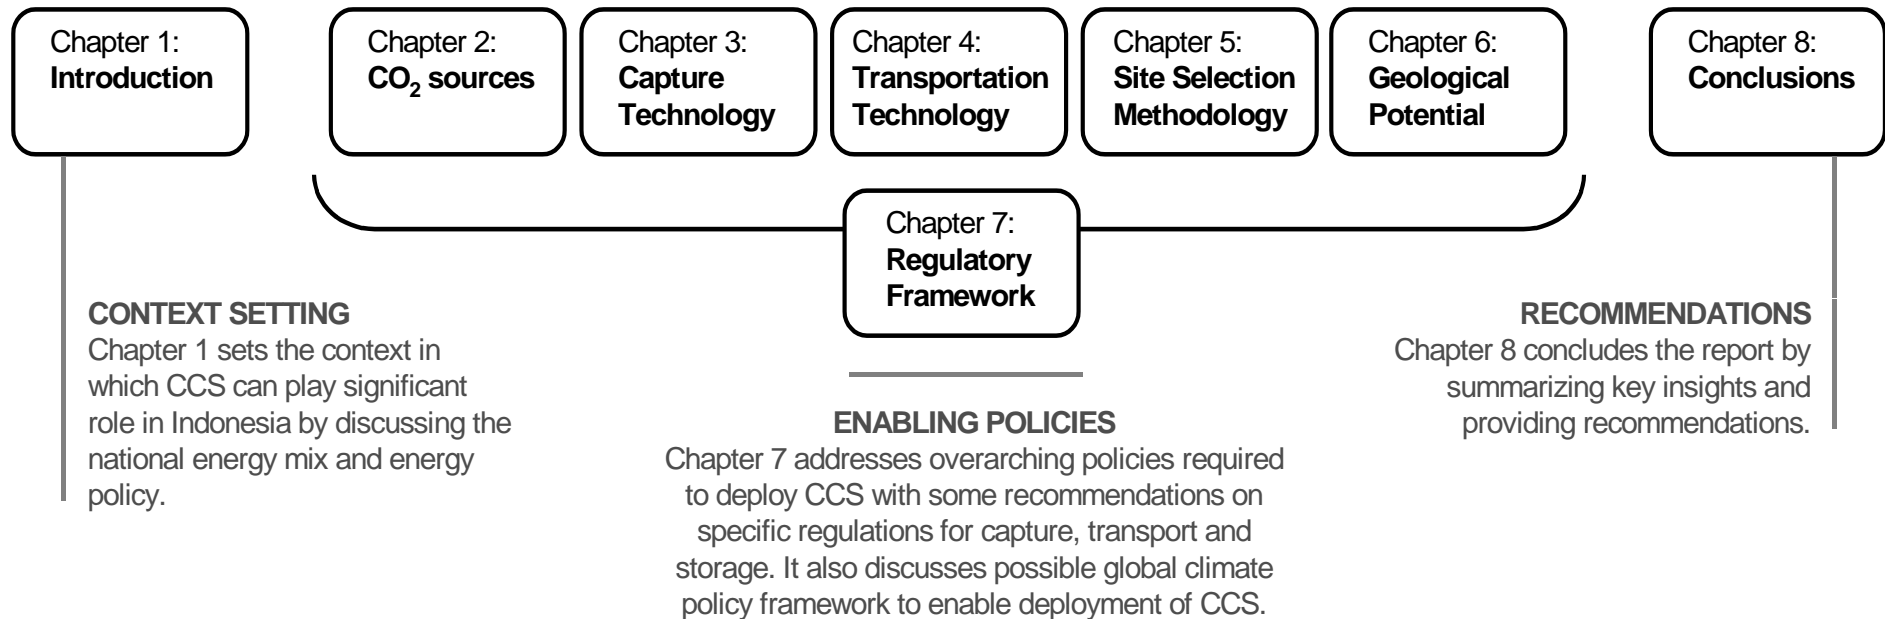 Chapter 1:
Introduction
Chapter 2:
CO₂ sources
Chapter 3:
Capture
Technology
Chapter 4:
Transportation
Technology
Chapter 5:
Site Selection
Methodology
Chapter 6:
Geological
Potential
Chapter 8:
Conclusions
Chapter 7:
Regulatory
Framework
CONTEXT SETTING
Chapter 1 sets the context in
which CCS can play significant
role in Indonesia by discussing the
national energy mix and energy
policy.
ENABLING POLICIES
Chapter 7 addresses overarching policies required
to deploy CCS with some recommendations on
specific regulations for capture, transport and
storage. It also discusses possible global climate
policy framework to enable deployment of CCS.
RECOMMENDATIONS
Chapter 8 concludes the report by
summarizing key insights and
providing recommendations.